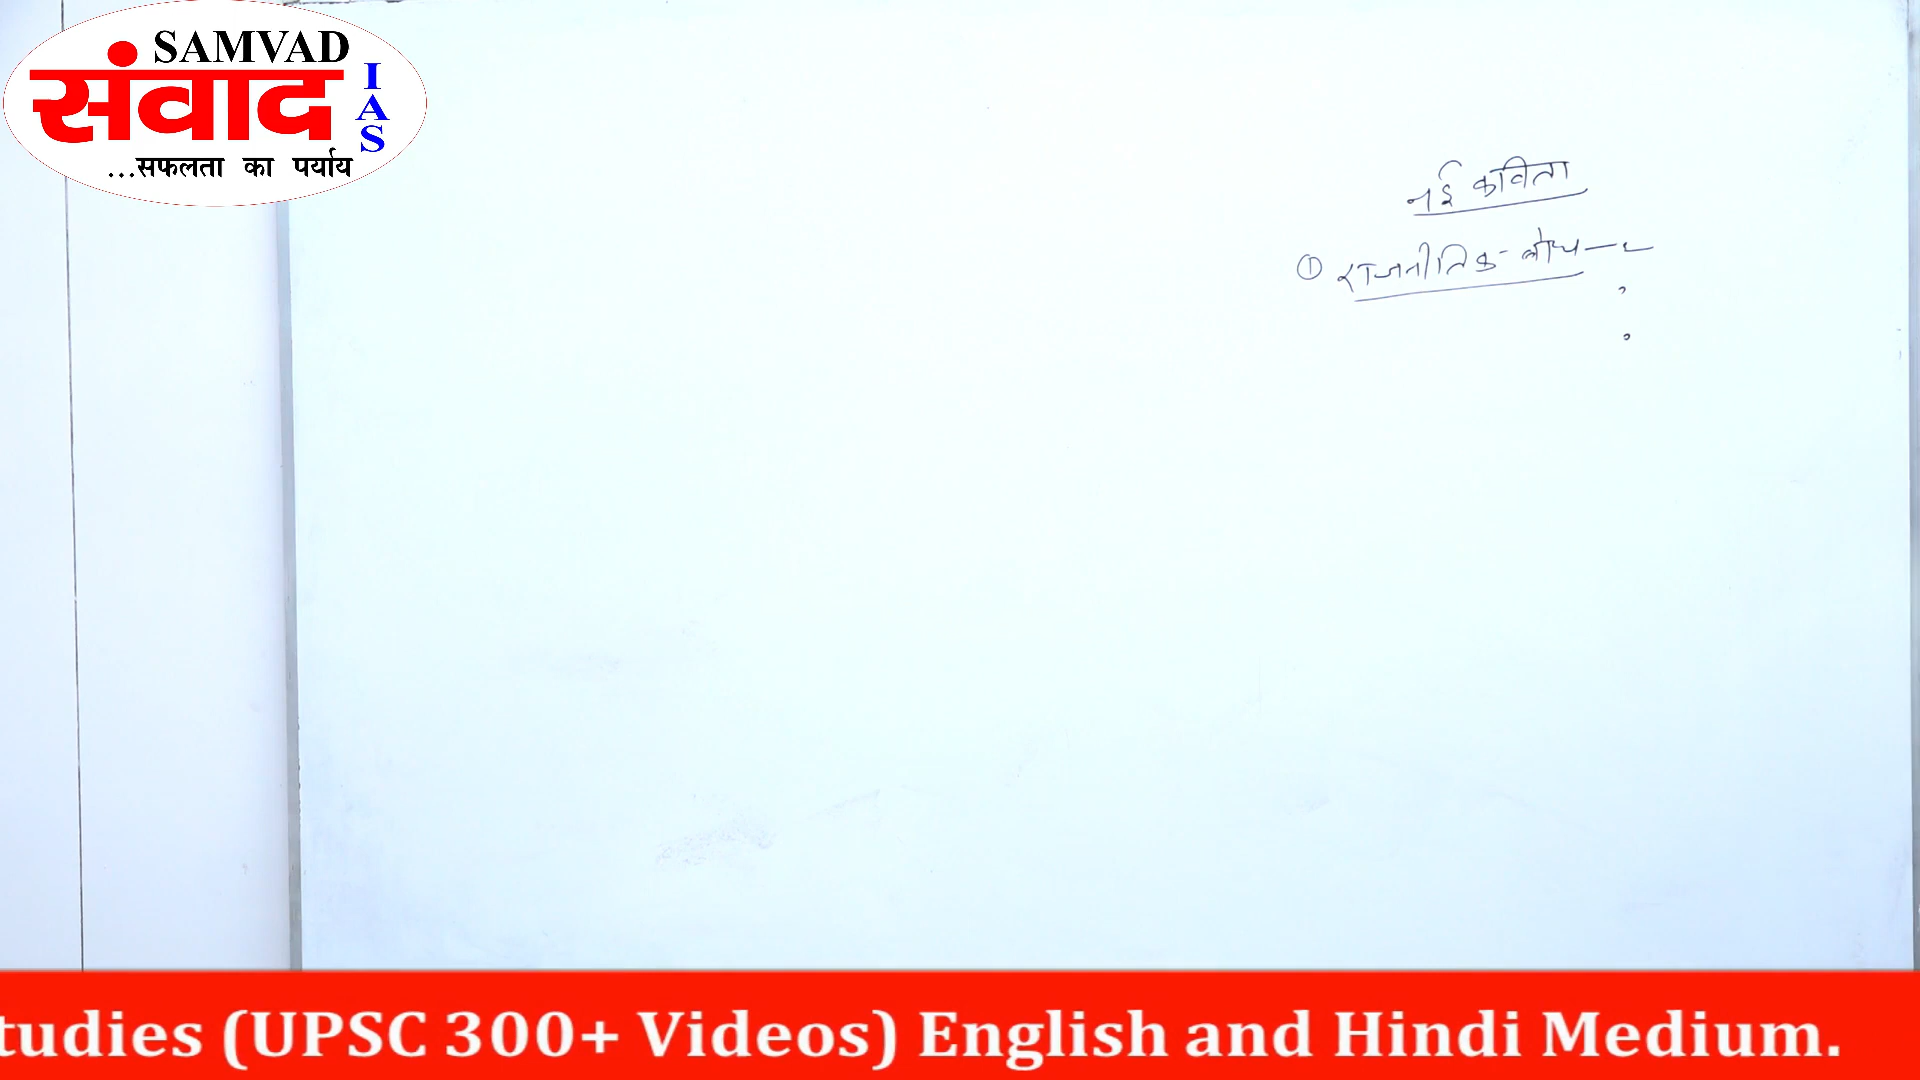 SAMVAD
संवाद
IAS
...सफलता का पर्याय
नई कविता
① राजनीतिक - बोध —
tudies (UPSC 300+ Videos) English and Hindi Medium.